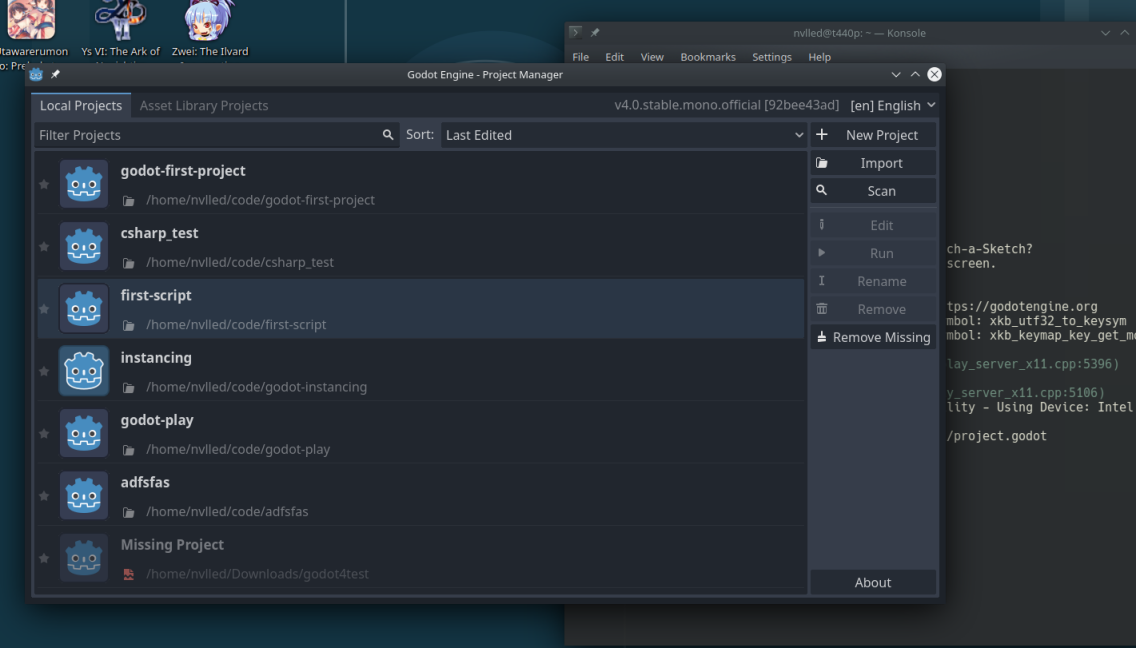 Utawarerumon
Ys VI: The Ark of
Zwei: The Ilvard
nvlled@t440p: ~ — Konsole
File Edit View Bookmarks Settings Help
Godot Engine - Project Manager
Local Projects
Asset Library Projects
v4.0.stable.mono.official [92bee43ad]
[en] English
Filter Projects
Sort:
Last Edited
New Project
Import
Scan
Edit
Run
Rename
Remove
Remove Missing
About
godot-first-project
/home/nvlled/code/godot-first-project
csharp_test
/home/nvlled/code/csharp_test
first-script
/home/nvlled/code/first-script
instancing
/home/nvlled/code/godot-instancing
godot-play
/home/nvlled/code/godot-play
adfsfas
/home/nvlled/code/adfsfas
Missing Project
/home/nvlled/Downloads/godot4test
ch-a-Sketch?
screen.
tps://godotengine.org
mbol: xkb_utf32_to_keysym
mbol: xkb_keymap_key_get_mo
lay_server_x11.cpp:5396)
y_server_x11.cpp:5106)
lity - Using Device: Intel
/project.godot